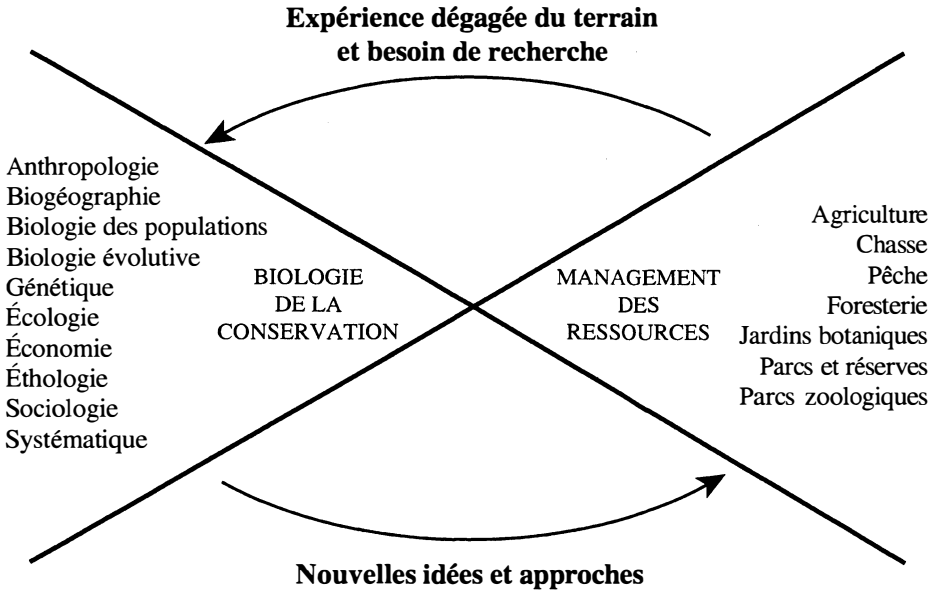 Expérience dégagée du terrain
et besoin de recherche
Anthropologie
Biogéographie
Biologie des populations
Biologie évolutive
Génétique
Écologie
Économie
Éthologie
Sociologie
Systématique
BIOLOGIE
DE LA
CONSERVATION
MANAGEMENT
DES
RESSOURCES
Agriculture
Chasse
Pêche
Foresterie
Jardins botaniques
Parcs et réserves
Parcs zoologiques
Nouvelles idées et approches